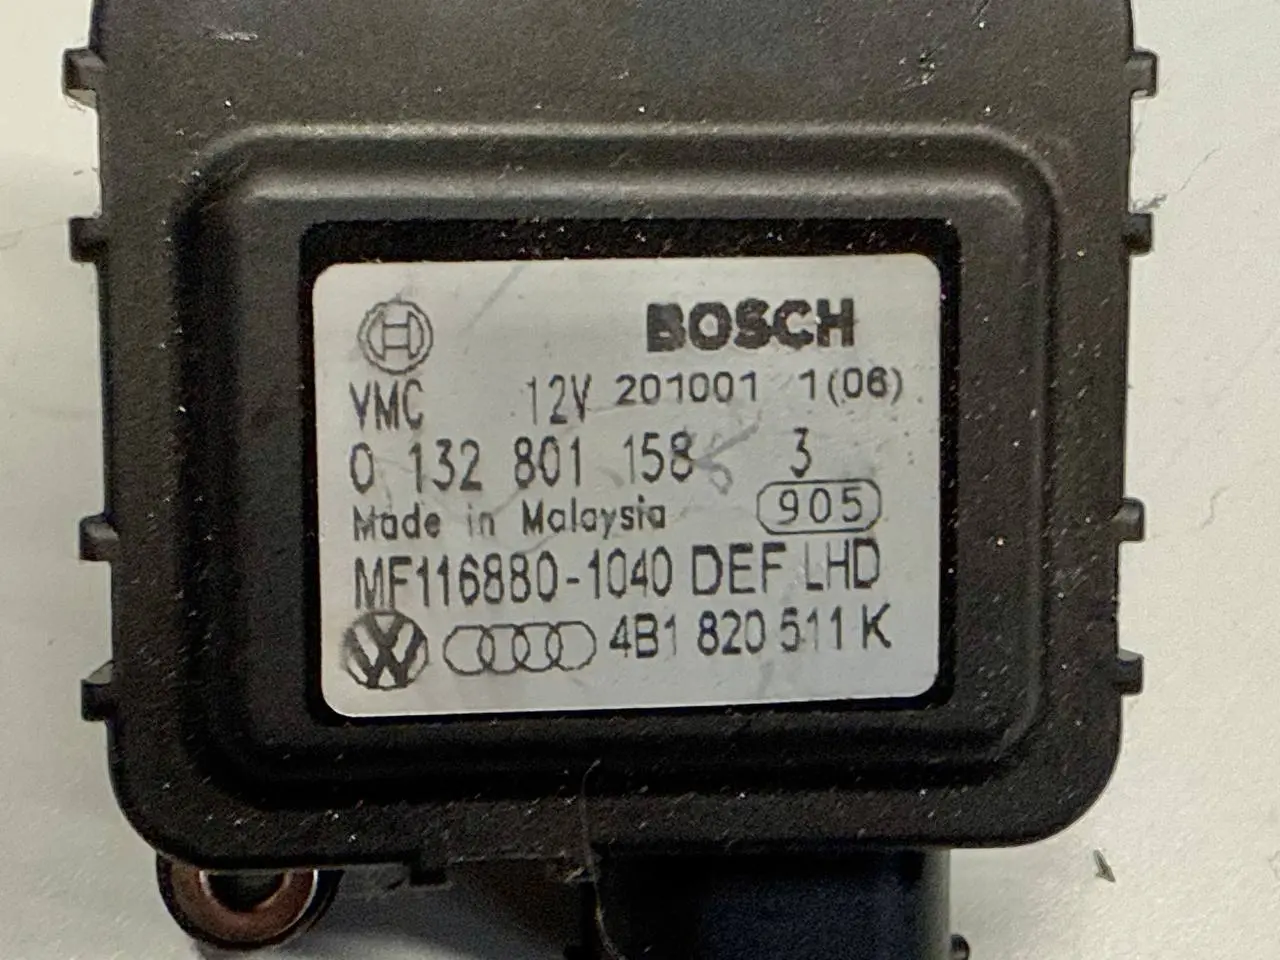 BOSCH
VMC 12V 201001 1(06)
0 132 801 158 3
Made in Malaysia 905
MF116880-1040 DEF LHD
4B1 820 511 K